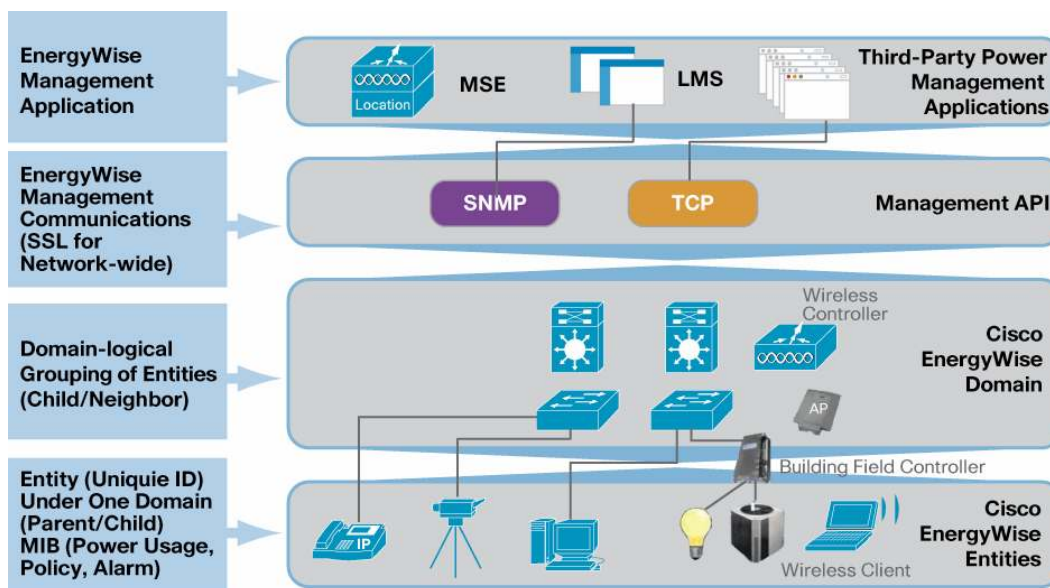 EnergyWise
Management
Application
Location
MSE
LMS
Third-Party Power
Management
Applications
EnergyWise
Management
Communications
(SSL for
Network-wide)
SNMP
TCP
Management API
Domain-logical
Grouping of Entities
(Child/Neighbor)
Wireless
Controller
AP
Cisco
EnergyWise
Domain
Building Field Controller
Entity (Uniquie ID)
Under One Domain
(Parent/Child)
MIB (Power Usage,
Policy, Alarm)
IP
Wireless Client
Cisco
EnergyWise
Entities